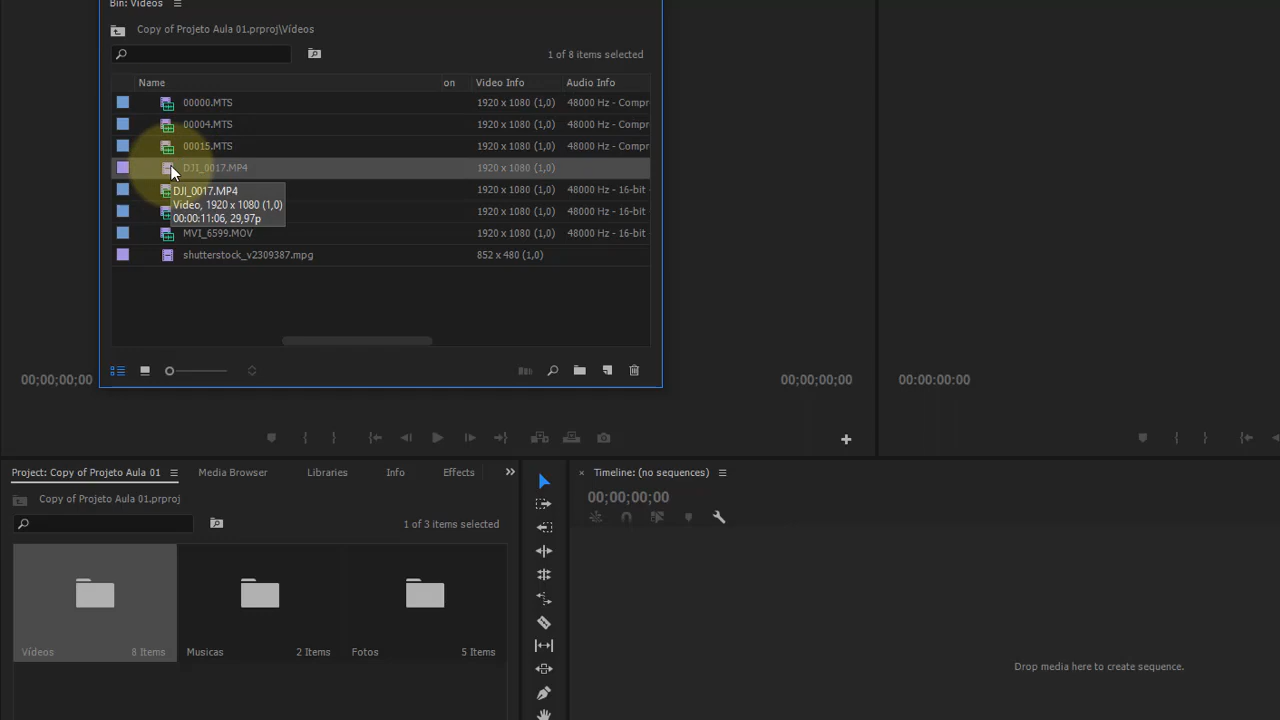 Bin: Vídeos
Copy of Projeto Aula 01.prproj\Vídeos
1 of 8 items selected
Name on Video Info Audio Info
00000.MTS 1920 x 1080 (1,0) 48000 Hz - Compr
00004.MTS 1920 x 1080 (1,0) 48000 Hz - Compr
00015.MTS 1920 x 1080 (1,0) 48000 Hz - Compr
DJI_0017.MP4 1920 x 1080 (1,0)
DJI_0017.MP4
Video, 1920 x 1080 (1,0)
00:00:11:06, 29,97p
1920 x 1080 (1,0) 48000 Hz - 16-bit
1920 x 1080 (1,0) 48000 Hz - 16-bit
MVI_6599.MOV 1920 x 1080 (1,0) 48000 Hz - 16-bit
shutterstock_v2309387.mpg 852 x 480 (1,0)
00;00;00;00 00;00;00;00 00:00:00:00
Project: Copy of Projeto Aula 01 Media Browser Libraries Info Effects
Copy of Projeto Aula 01.prproj
1 of 3 items selected
Vídeos 8 Items Musicas 2 Items Fotos 5 Items
× Timeline: (no sequences)
00;00;00;00
Drop media here to create sequence.